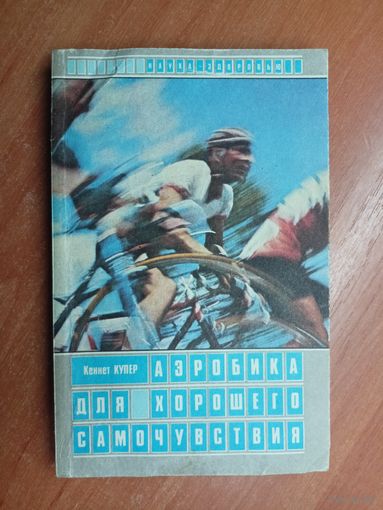 НАУКА - ЗДОРОВЬЮ
Кеннет КУПЕР АЭРОБИКА
ДЛЯ ХОРОШЕГО
САМОЧУВСТВИЯ